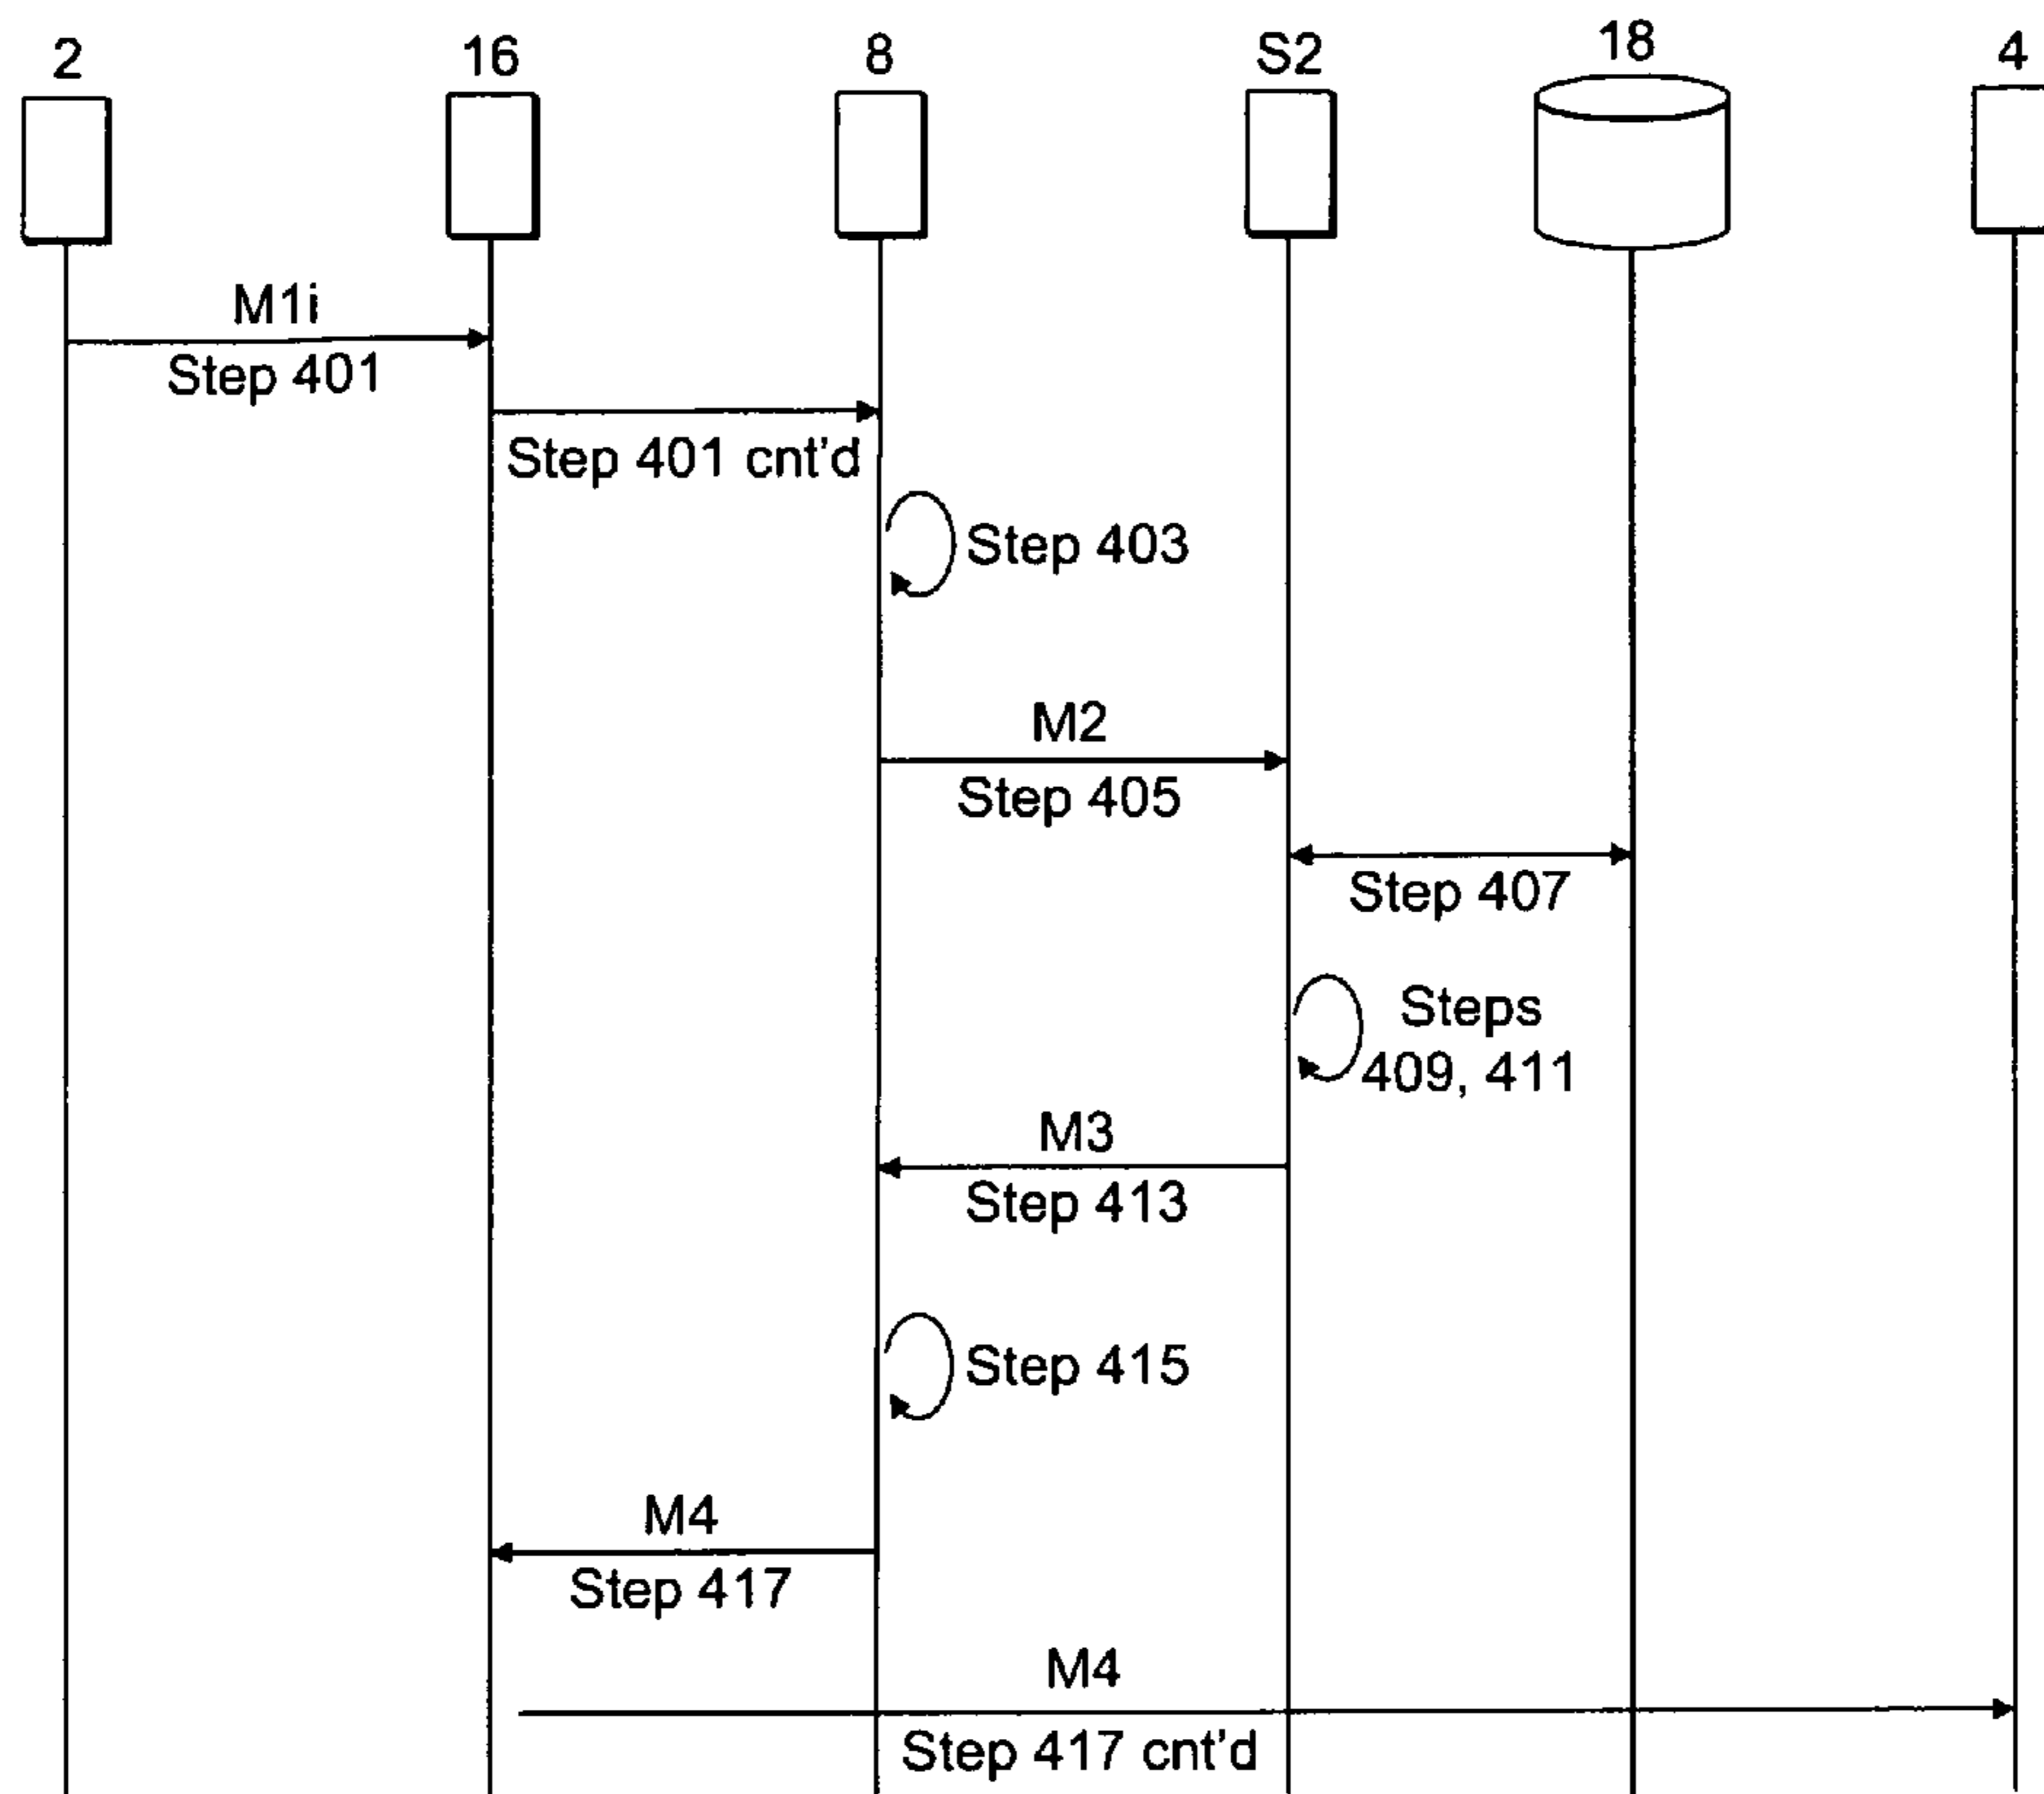 2
16
8
S2
18
4
M1i
Step 401
Step 401 cnt'd
Step 403
M2
Step 405
Step 407
Steps
409, 411
M3
Step 413
Step 415
M4
Step 417
M4
Step 417 cnt'd